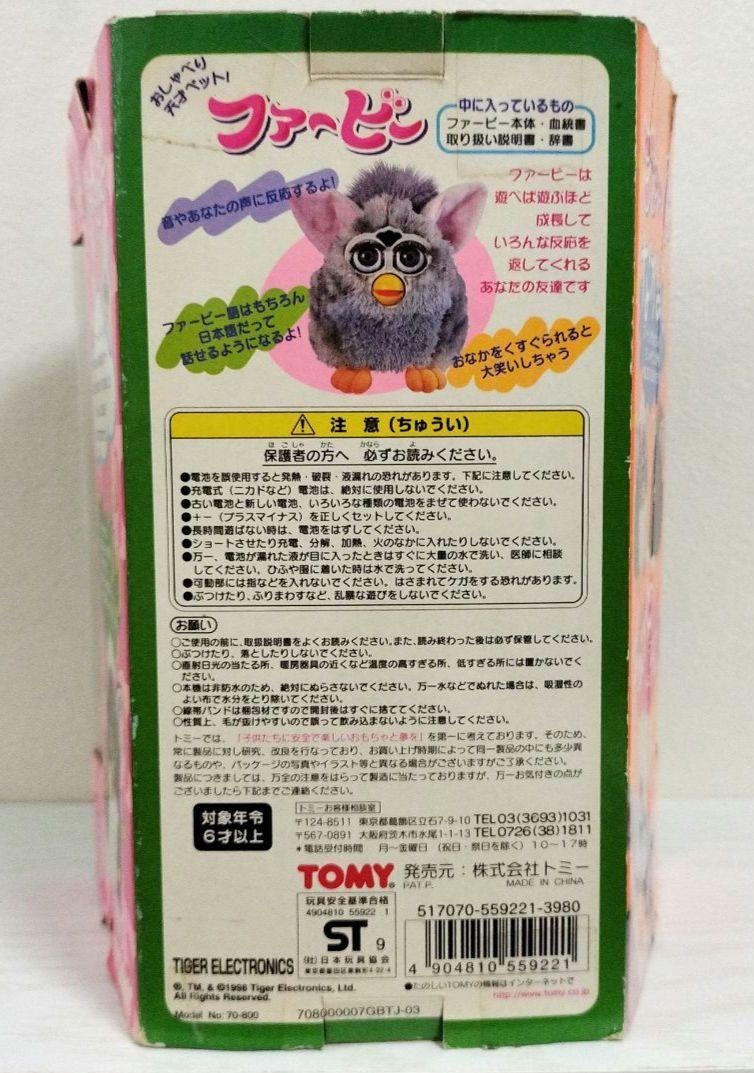 おしゃべり
天才ペット!
ファービー
中に入っているもの
ファービー本体・血統書
取り扱い説明書・辞書
音やあなたの声に反応するよ!
ファービーは
遊べば遊ぶほど
成長して
いろんな反応を
返してくれる
あなたの友達です
ファービー語はもちろん
日本語だって
話せるようになるよ!
おなかをくすぐられると
大笑いしちゃう
注 意(ちゅうい)
ほごしゃ かた かなら よ
保護者の方へ 必ずお読みください。
●電池を誤使用すると発熱・破裂・液漏れの恐れがあります。下記に注意してください。
●充電式(ニカドなど)電池は、絶対に使用しないでください。
●古い電池と新しい電池、いろいろな種類の電池をまぜて使わないでください。
●+-(プラスマイナス)を正しくセットしてください。
●長時間遊ばない時は、電池をはずしてください。
●ショートさせたり充電、分解、加熱、火のなかに入れたりしないでください。
●万一、電池が漏れた液が目に入ったときはすぐに大量の水で洗い、医師に相談
してください。ひふや服に着いた時は水で洗ってください。
●可動部には指などを入れないでください。はさまれてケガをする恐れがあります。
●ぶつけたり、ふりまわすなど、乱暴な遊びをしないでください。
お願い
○ご使用の前に、取扱説明書をよくお読みください。また、読み終わった後は必ず保管してください。
○ぶつけたり、落としたりしないでください。
○直射日光の当たる所、暖房器具の近くなど温度の高すぎる所、低すぎる所には置かないでく
ださい。
○本機は非防水のため、絶対にぬらさないでください。万一水などでぬれた場合は、吸湿性の
よい布で水分をとり除いてください。
○線帯バンドは梱包材ですので開封後はすぐに捨ててください。
○性質上、毛が抜けやすいので誤って飲み込まないように注意してください。
トミーでは、「子供たちに安全で楽しいおもちゃと夢を」を第一に考えております。そのため、
常に製品に対し研究、改良を行なっており、お買い上げ時期によって同一製品の中にも多少異
なるものや、パッケージの写真やイラスト等と異なる場合がございますがご了承ください。
製品につきましては、万全の注意をはらって製造に当たっておりますが、万一お気付きの点が
ございましたら下記までご連絡ください。
対象年令
6才以上
トミーお客様相談室
〒124-8511 東京都葛飾区立石7-9-10 TEL03(3693)1031
〒567-0891 大阪府茨木市水尾1-1-13 TEL0726(38)1811
*電話受付時間 月〜金曜日(祝日・祭日を除く)10〜17時
TOMY® 発売元:株式会社トミー
PAT.P. MADE IN CHINA
玩具安全基準合格
4904810 55922 1
ST 9
(社)日本玩具協会
517070-559221-3980
4 904810 559221
●たのしいTOMYの情報はインターネットで
http://www.tomy.co.jp
TIGER ELECTRONICS
®, TM, & ©1998 Tiger Electronics, Ltd.
All Rights Reserved.
Model No: 70-800
708000007GBTJ-03